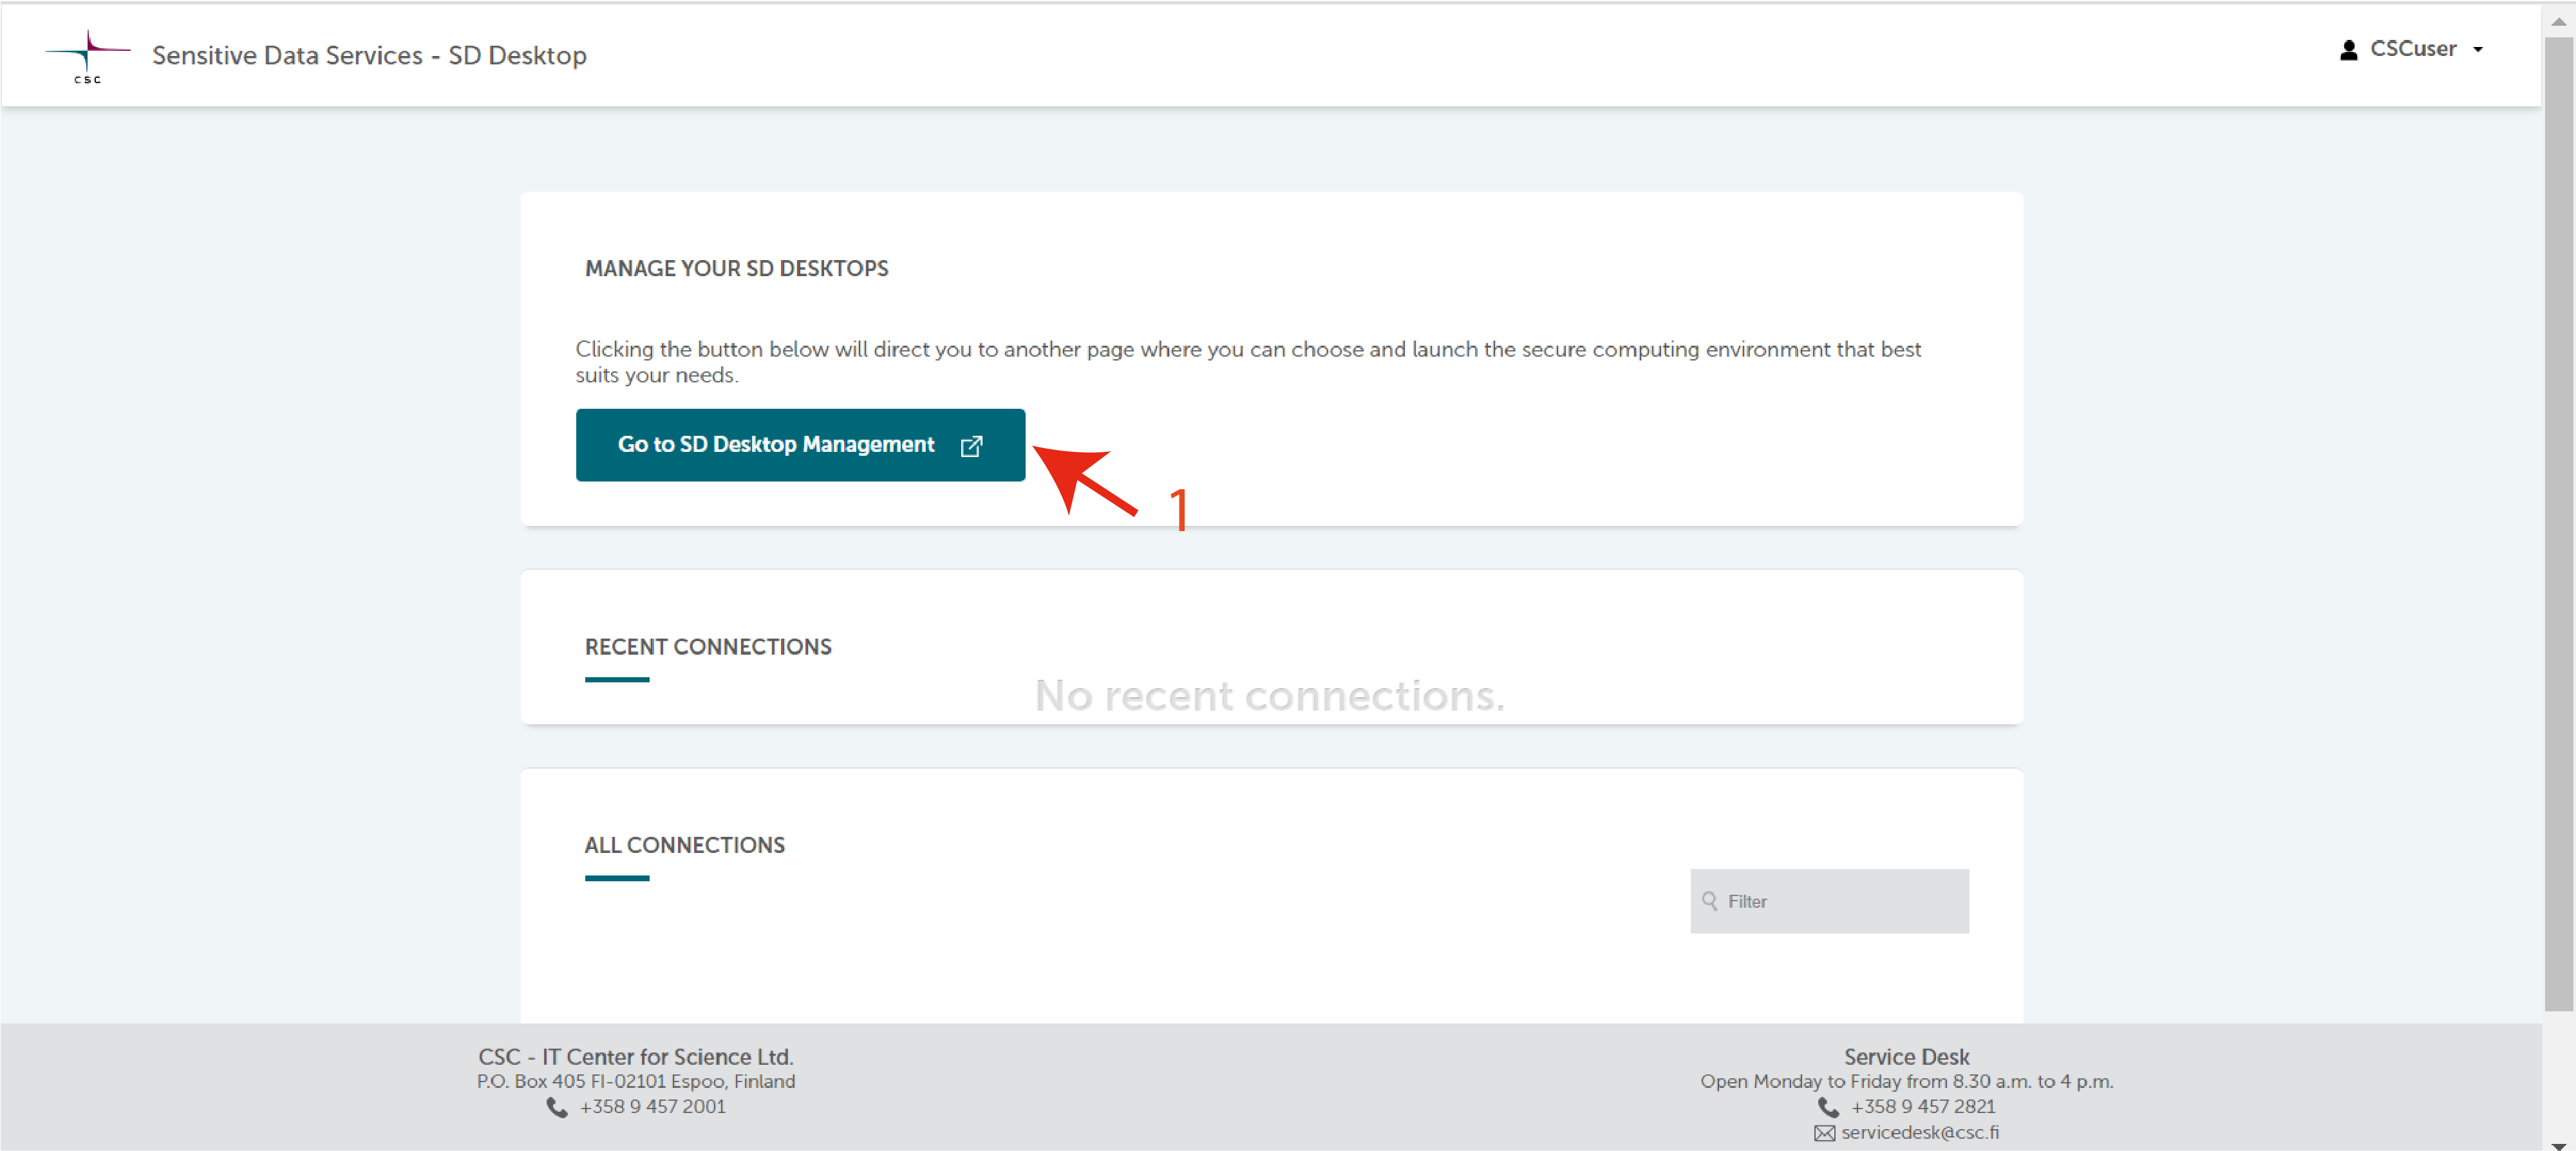 CSC
Sensitive Data Services - SD Desktop
CSCuser
MANAGE YOUR SD DESKTOPS
Clicking the button below will direct you to another page where you can choose and launch the secure computing environment that best
suits your needs.
Go to SD Desktop Management
1
RECENT CONNECTIONS
No recent connections.
ALL CONNECTIONS
Filter
CSC - IT Center for Science Ltd.
P.O. Box 405 FI-02101 Espoo, Finland
+358 9 457 2001
Service Desk
Open Monday to Friday from 8.30 a.m. to 4 p.m.
+358 9 457 2821
servicedesk@csc.fi